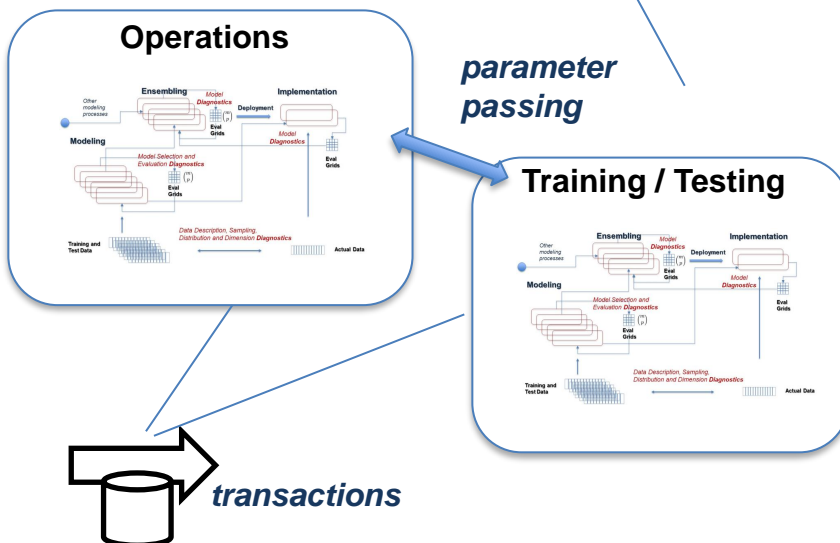 Operations
Other
modeling
processes
Ensembling
Model
Diagnostics
(m
p)
Deployment
Implementation
Eval
Grids
Model
Diagnostics
Eval
Grids
Modeling
Model Selection and
Evaluation Diagnostics
(m
p)
Eval
Grids
Data Description, Sampling,
Distribution and Dimension Diagnostics
Training and
Test Data
Actual Data
parameter
passing
Training / Testing
Other
modeling
processes
Ensembling
Model
Diagnostics
(m
p)
Deployment
Implementation
Eval
Grids
Model
Diagnostics
Eval
Grids
Modeling
Model Selection and
Evaluation Diagnostics
(m
p)
Eval
Grids
Data Description, Sampling,
Distribution and Dimension Diagnostics
Training and
Test Data
Actual Data
transactions